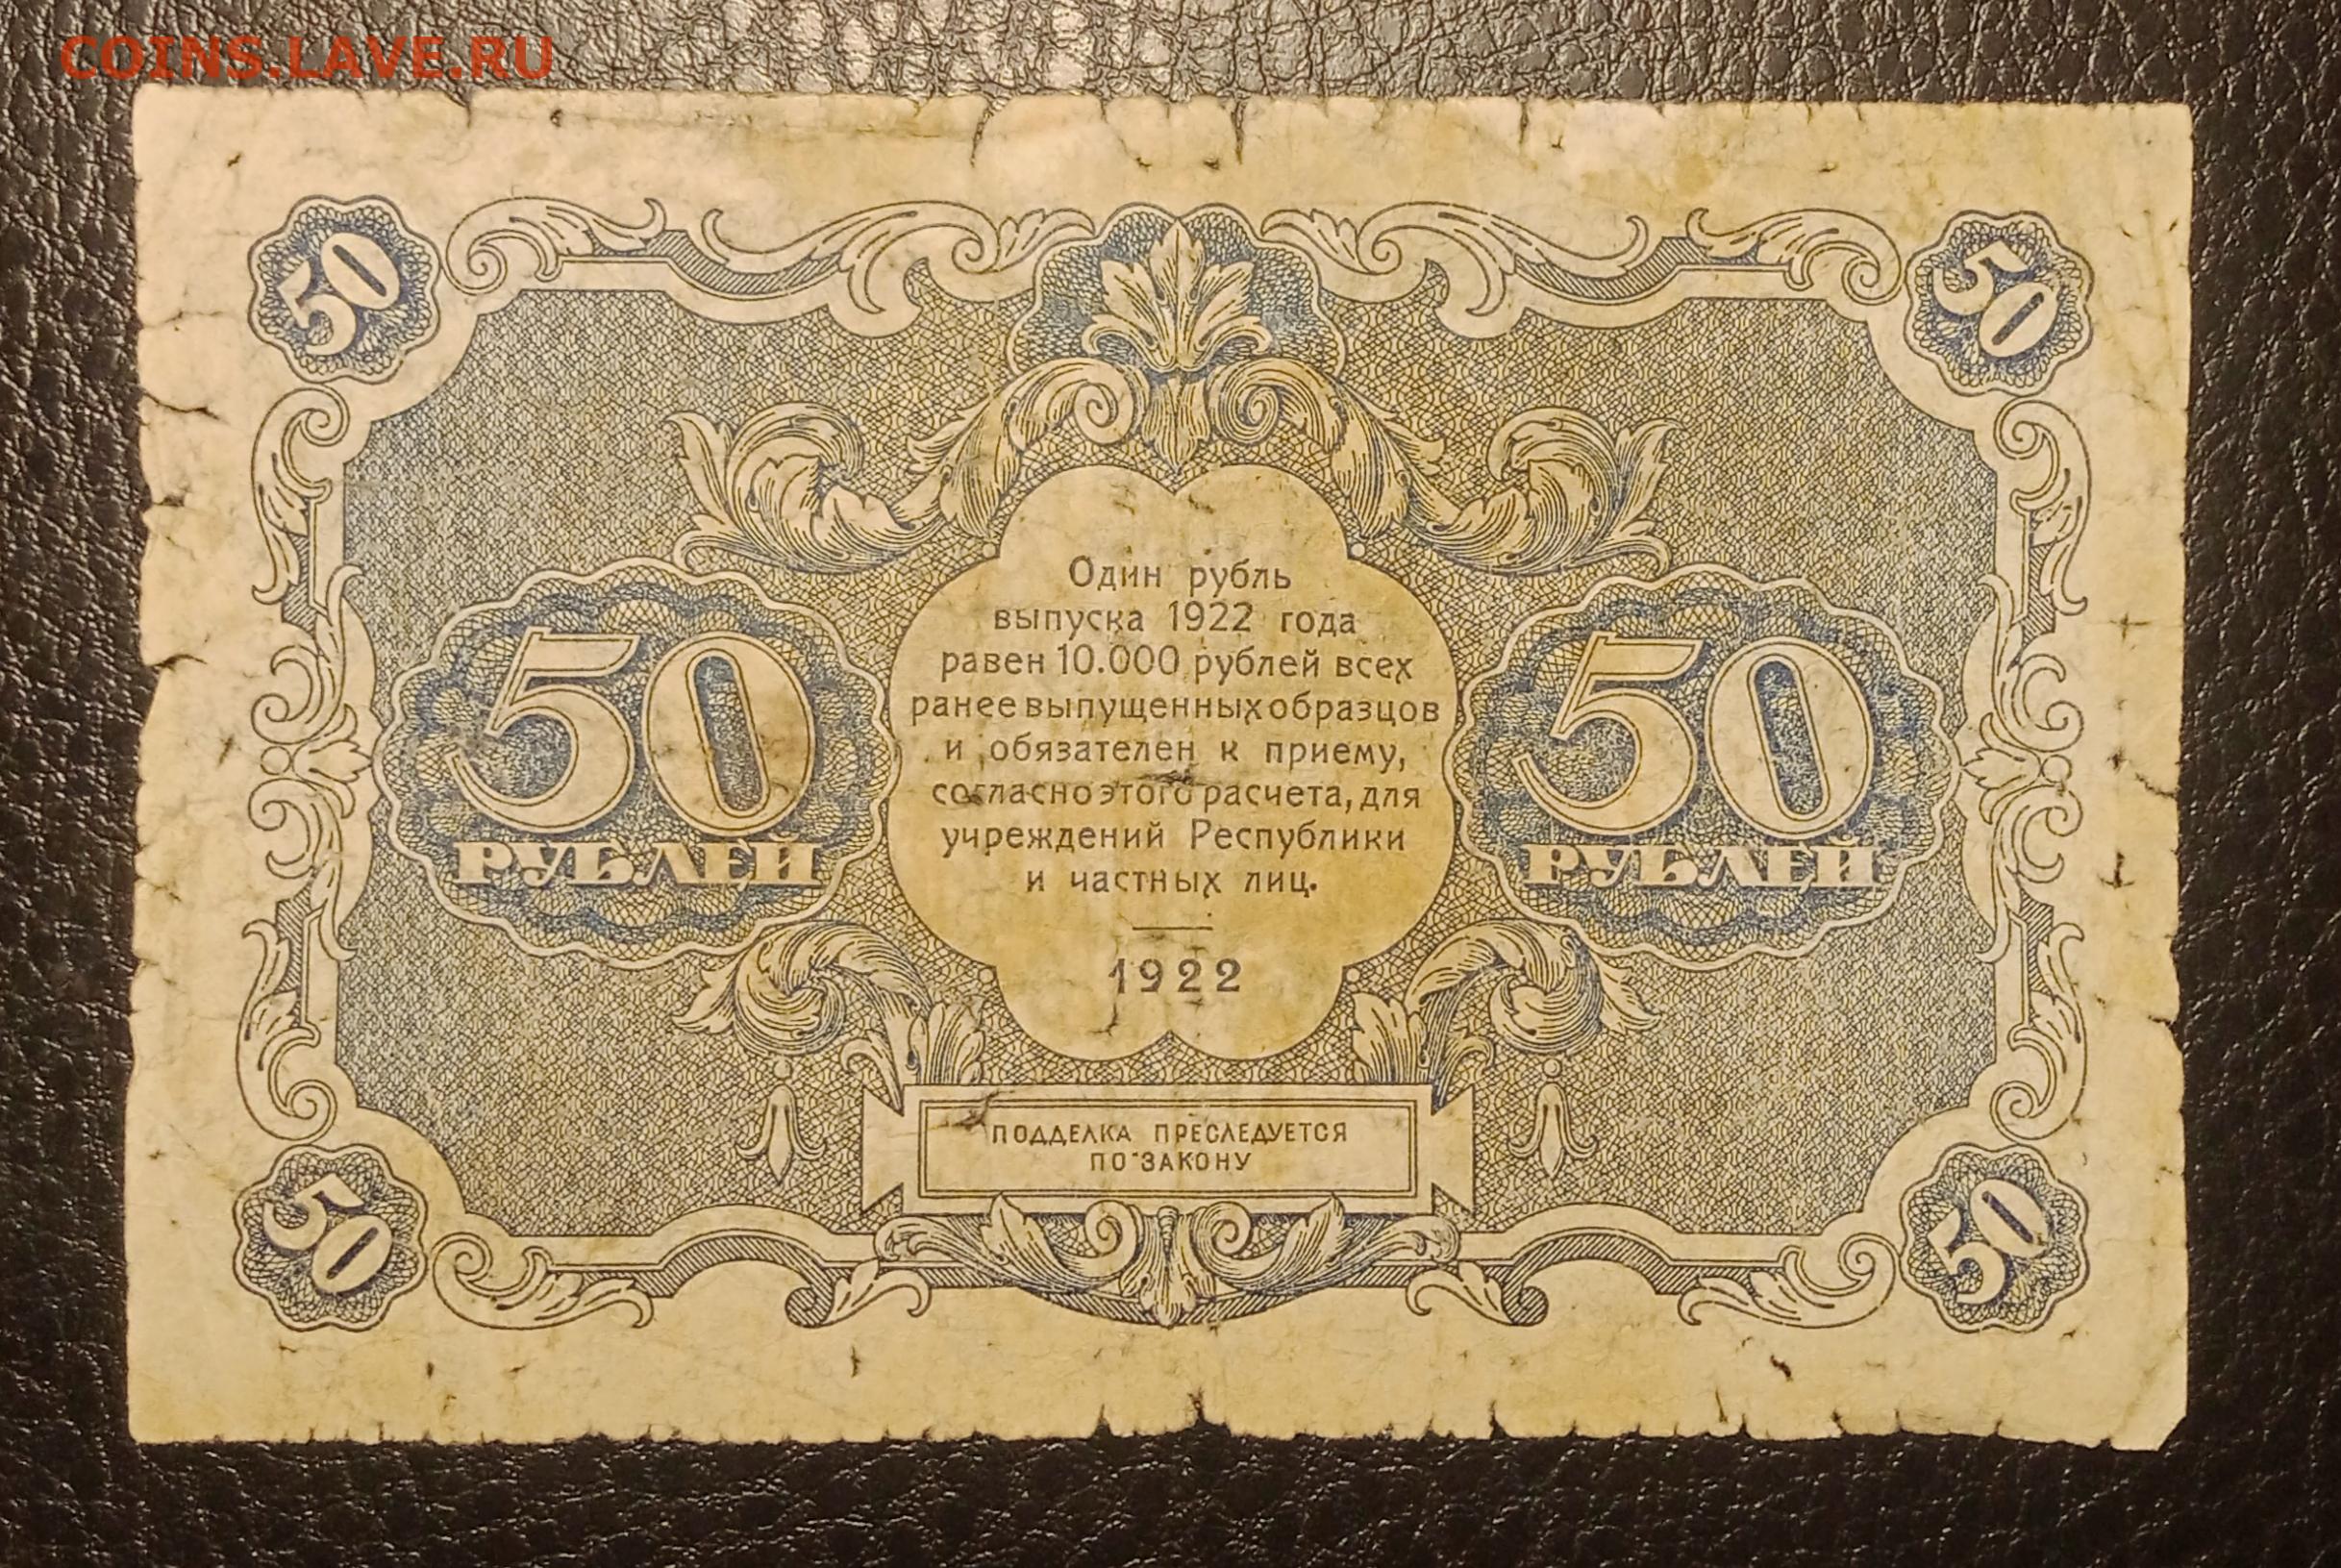 COINS.LAVE.RU
50
50
Один рубль
выпуска 1922 года
равен 10.000 рублей всех
ранее выпущенных образцов
и обязателен к приему,
согласно этого расчета, для
учреждений Республики
и частных лиц.
1922
50
РУБЛЕЙ
50
РУБЛЕЙ
ПОДДЕЛКА ПРЕСЛЕДУЕТСЯ
ПО ЗАКОНУ
50
50